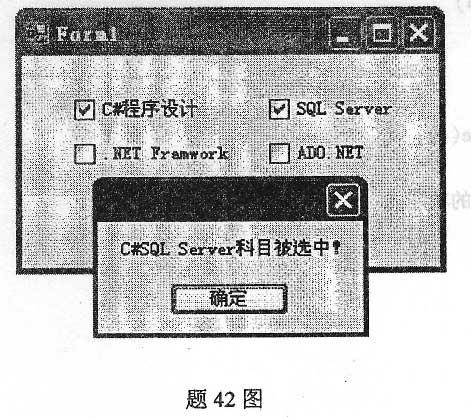 Form1
C#程序设计
SQL Server
.NET Framwork
ADO.NET
C#SQL Server科目被选中!
确定
题 42 图